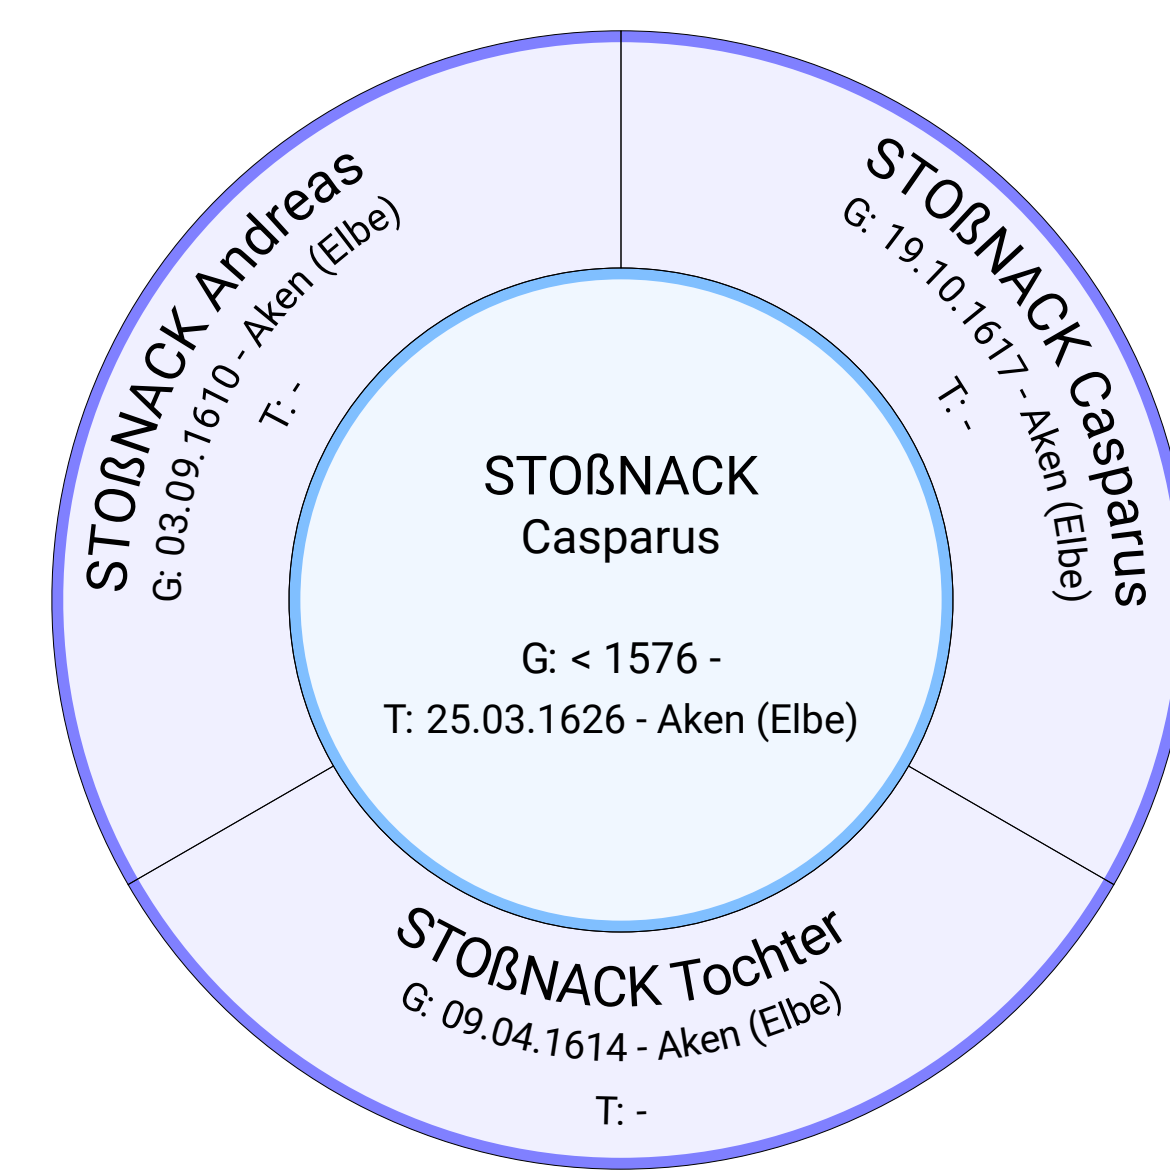 STOßNACK Andreas
G: 03.09.1610 - Aken (Elbe)
T: -
STOßNACK Casparus
G: 19.10.1617 - Aken (Elbe)
T: -
STOßNACK
Casparus
G: < 1576 -
T: 25.03.1626 - Aken (Elbe)
STOßNACK Tochter
G: 09.04.1614 - Aken (Elbe)
T: -